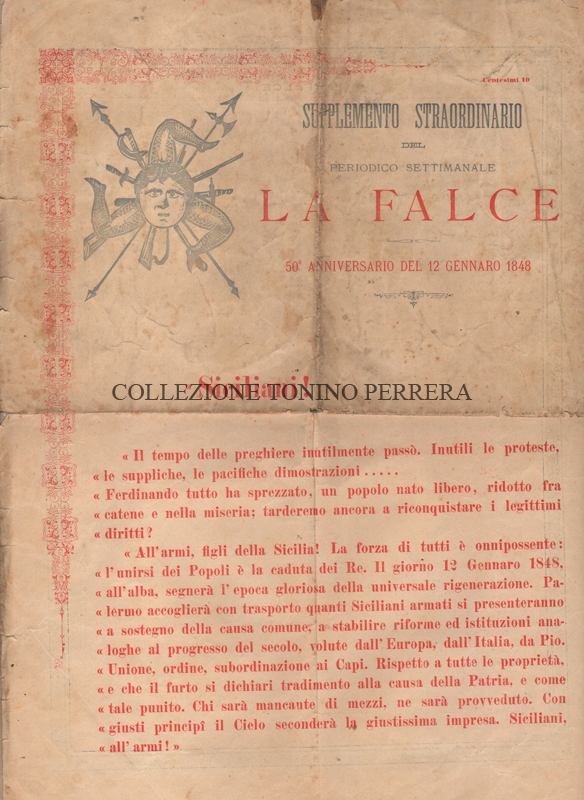 Centesimi 10
SUPPLEMENTO STRAORDINARIO
DEL
PERIODICO SETTIMANALE
LA FALCE
50° ANNIVERSARIO DEL 12 GENNARO 1848
Siciliani!
COLLEZIONE TONINO PERRERA
« Il tempo delle preghiere inutilmente passò. Inutili le proteste,
« le suppliche, le pacifiche dimostrazioni . . . . .
« Ferdinando tutto ha sprezzato, un popolo nato libero, ridotto fra
« catene e nella miseria; tarderemo ancora a riconquistare i legittimi
« diritti?
« All'armi, figli della Sicilia! La forza di tutti è onnipossente:
« l'unirsi dei Popoli è la caduta dei Re. Il giorno 12 Gennaro 1848,
« all'alba, segnerà l'epoca gloriosa della universale rigenerazione. Pa-
« lermo accoglierà con trasporto quanti Siciliani armati si presenteranno
« a sostegno della causa comune, a stabilire riforme ed istituzioni ana-
« loghe al progresso del secolo, volute dall'Europa, dall'Italia, da Pio.
« Unione, ordine, subordinazione ai Capi. Rispetto a tutte le proprietà,
« e che il furto si dichiari tradimento alla causa della Patria, e come
« tale punito. Chi sarà mancante di mezzi, ne sarà provveduto. Con
« giusti principî il Cielo seconderà la giustissima impresa. Siciliani,
« all'armi! »